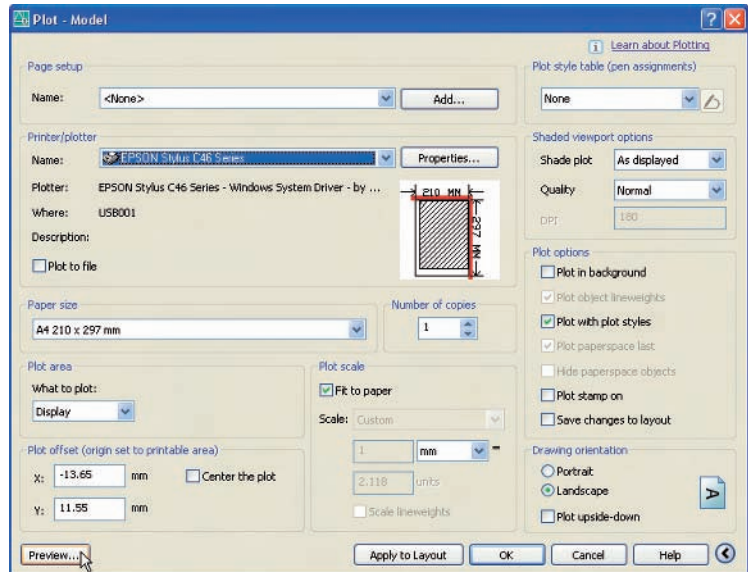 Plot - Model
Learn about Plotting
Page setup
Name: <None> Add...
Plot style table (pen assignments)
None
Printer/plotter
Name: EPSON Stylus C46 Series Properties...
Plotter: EPSON Stylus C46 Series - Windows System Driver - by ...
Where: USB001
Description:
Plot to file
210 MM
297 MM
Shaded viewport options
Shade plot As displayed
Quality Normal
DPI 180
Paper size
A4 210 x 297 mm
Number of copies
1
Plot area
What to plot:
Display
Plot scale
Fit to paper
Scale: Custom
1 mm =
2.118 units
Scale lineweights
Plot offset (origin set to printable area)
X: -13.65 mm Center the plot
Y: 11.55 mm
Plot options
Plot in background
Plot object lineweights
Plot with plot styles
Plot paperspace last
Hide paperspace objects
Plot stamp on
Save changes to layout
Drawing orientation
Portrait
Landscape
Plot upside-down
A
Preview... Apply to Layout OK Cancel Help